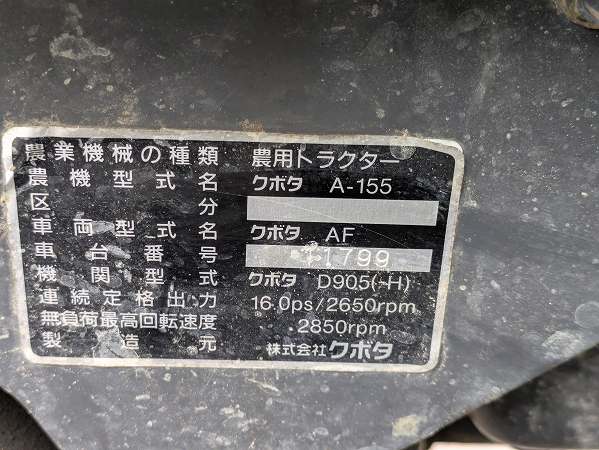 農業機械の種類 農用トラクター
農機型式名 クボタ A-155
区分
車両型式名 クボタ AF
車台番号 11799
機関型式 クボタ D905(-H)
連続定格出力 16.0ps/2650rpm
無負荷最高回転速度 2850rpm
製造元 株式会社クボタ